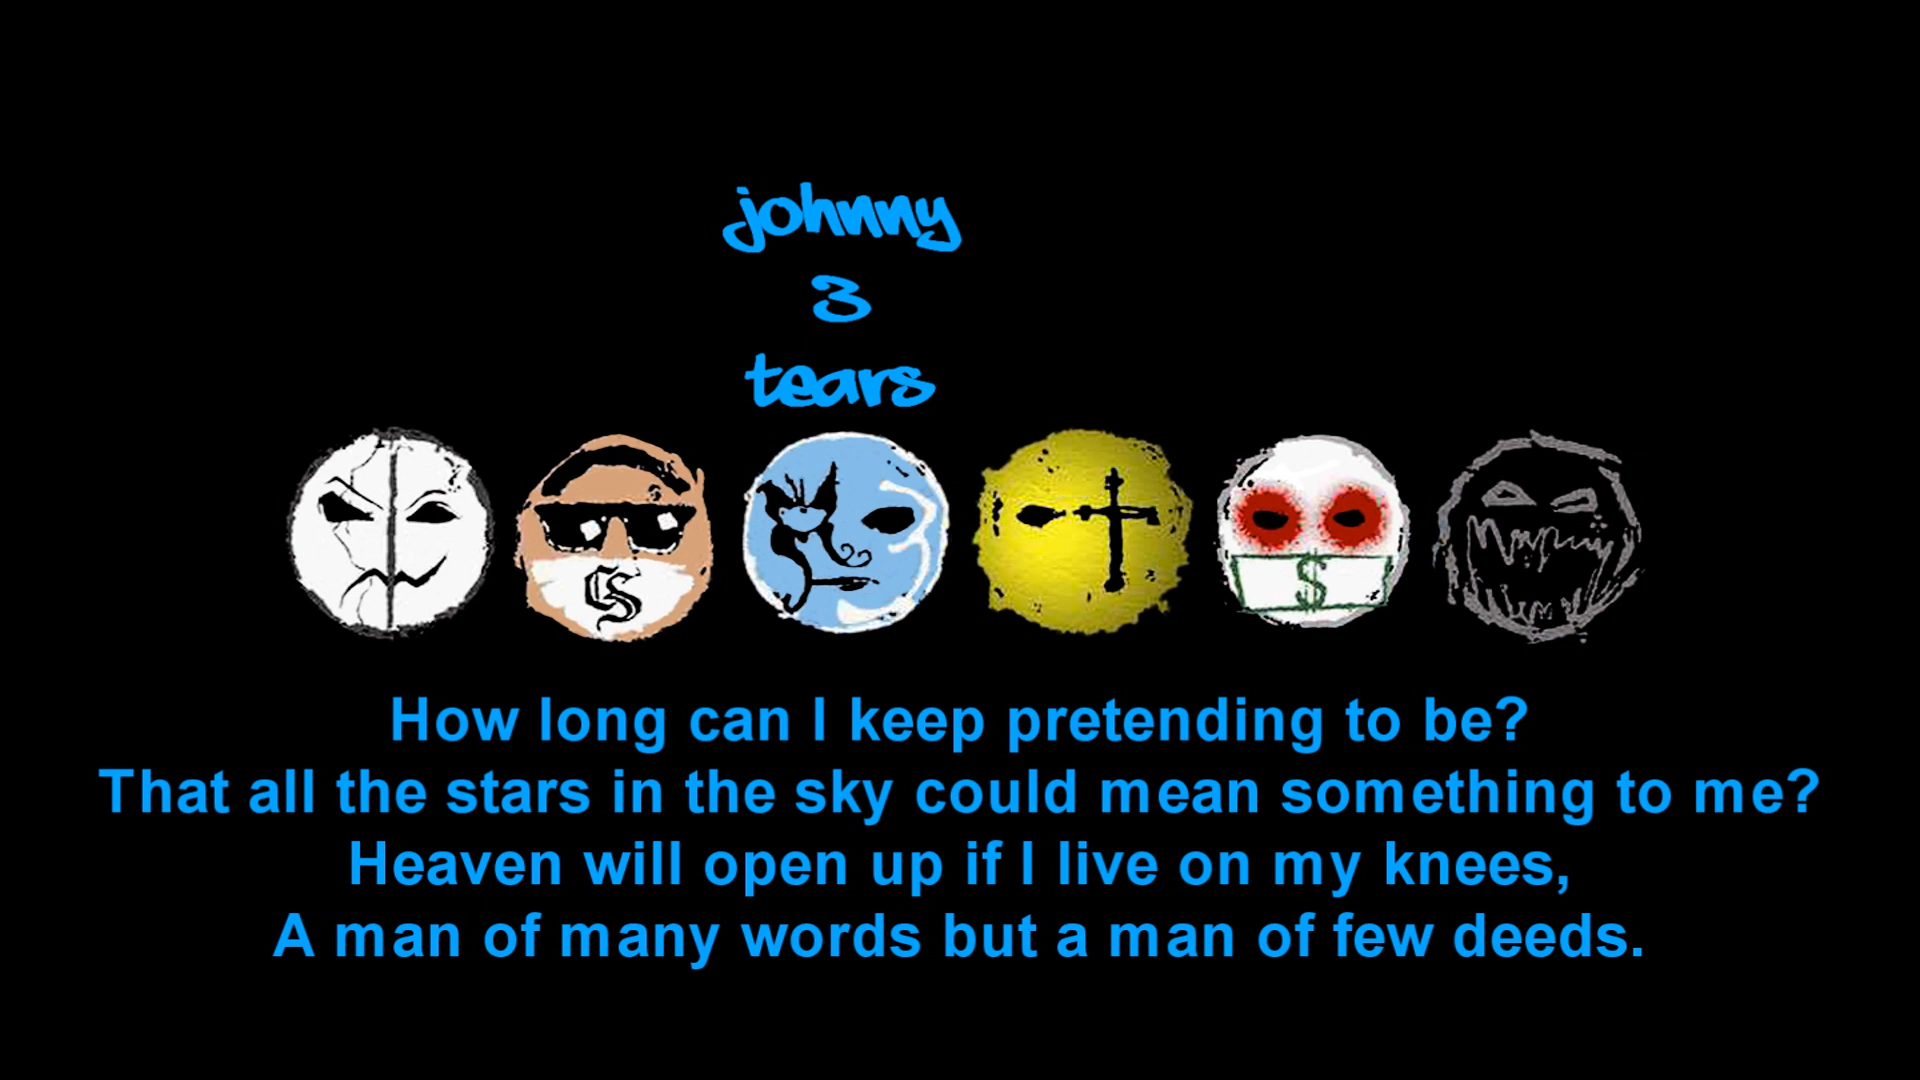 johnny
3
tears
$
How long can I keep pretending to be?
That all the stars in the sky could mean something to me?
Heaven will open up if I live on my knees,
A man of many words but a man of few deeds.